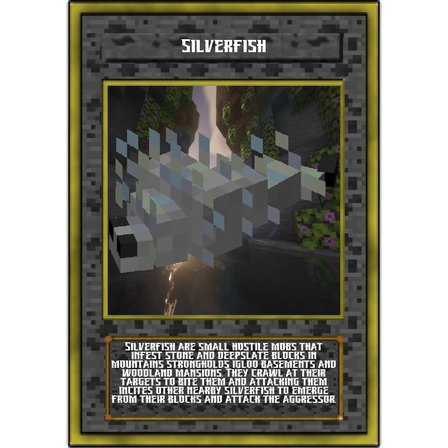 Silverfish
Silverfish are small hostile mobs that
infest stone and deepslate blocks in
mountains strongholds igloo basements and
woodland mansions. They crawl at their
targets to bite them and attacking them
incites other nearby silverfish to emerge
from their blocks and attack the aggressor.